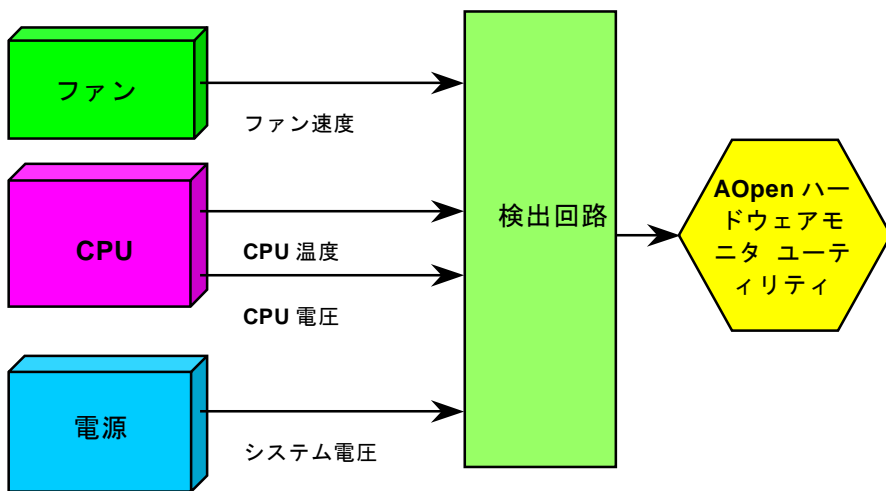 ファン
ファン速度
CPU
CPU 温度
CPU 電圧
電源
システム電圧
検出回路
AOpen ハー
ドウェアモ
ニタ ユーテ
ィリティ